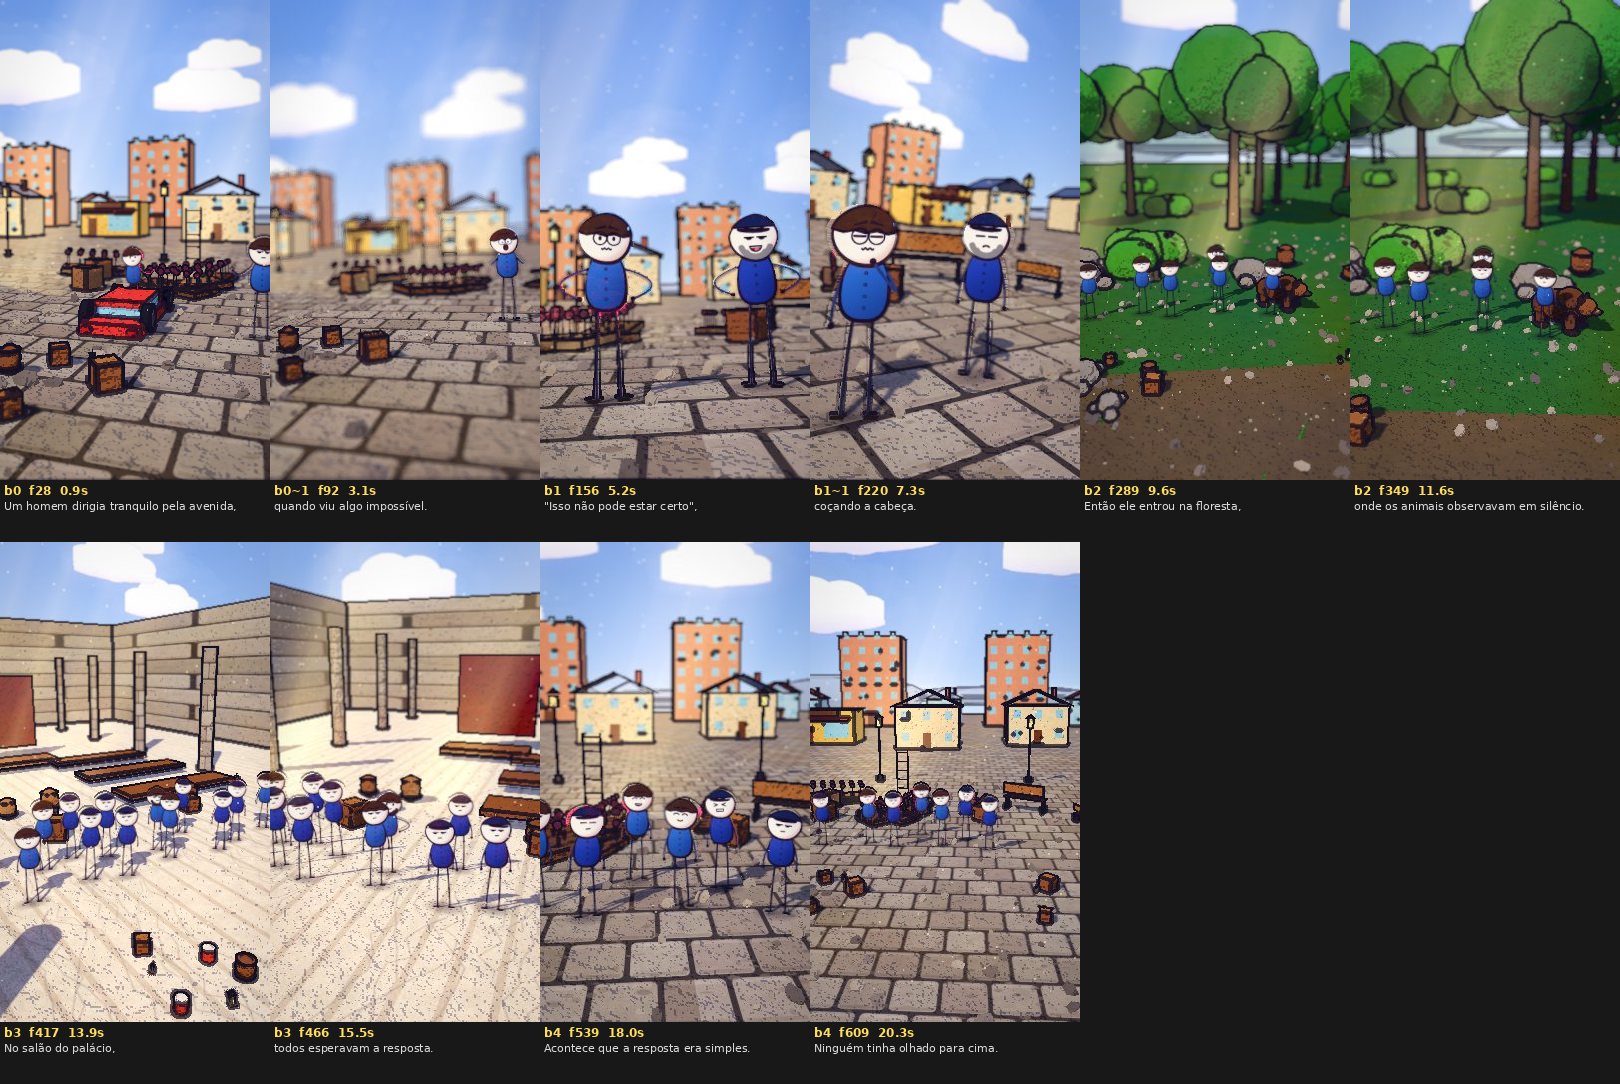 b0 f28 0.9s
Um homem dirigia tranquilo pela avenida,
b0~1 f92 3.1s
quando viu algo impossível.
b1 f156 5.2s
"Isso não pode estar certo",
b1~1 f220 7.3s
coçando a cabeça.
b2 f289 9.6s
Então ele entrou na floresta,
b2 f349 11.6s
onde os animais observavam em silêncio.
b3 f417 13.9s
No salão do palácio,
b3 f466 15.5s
todos esperavam a resposta.
b4 f539 18.0s
Acontece que a resposta era simples.
b4 f609 20.3s
Ninguém tinha olhado para cima.